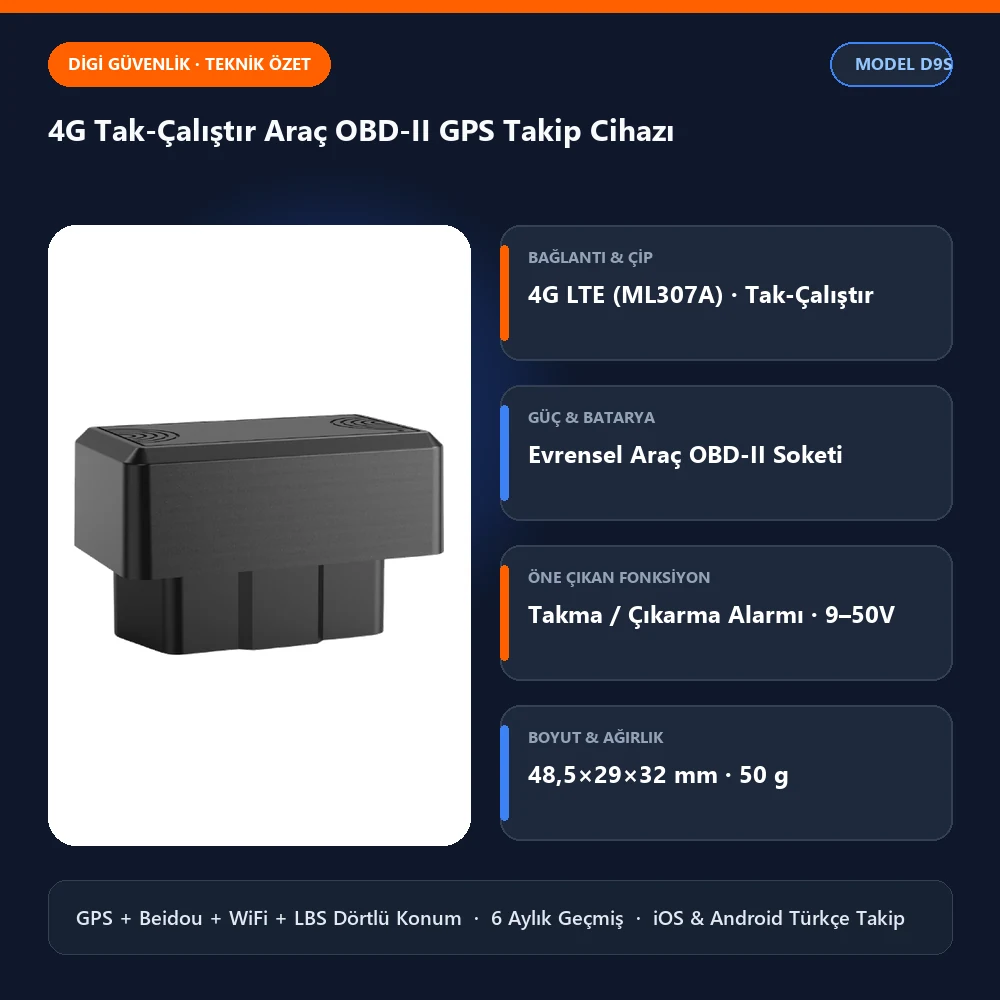 DİGİ GÜVENLİK · TEKNİK ÖZET
MODEL D9S
4G Tak-Çalıştır Araç OBD-II GPS Takip Cihazı
BAĞLANTI & ÇİP
4G LTE (ML307A) · Tak-Çalıştır
GÜÇ & BATARYA
Evrensel Araç OBD-II Soketi
ÖNE ÇIKAN FONKSİYON
Takma / Çıkarma Alarmı · 9–50V
BOYUT & AĞIRLIK
48,5×29×32 mm · 50 g
GPS + Beidou + WiFi + LBS Dörtlü Konum · 6 Aylık Geçmiş · iOS & Android Türkçe Takip